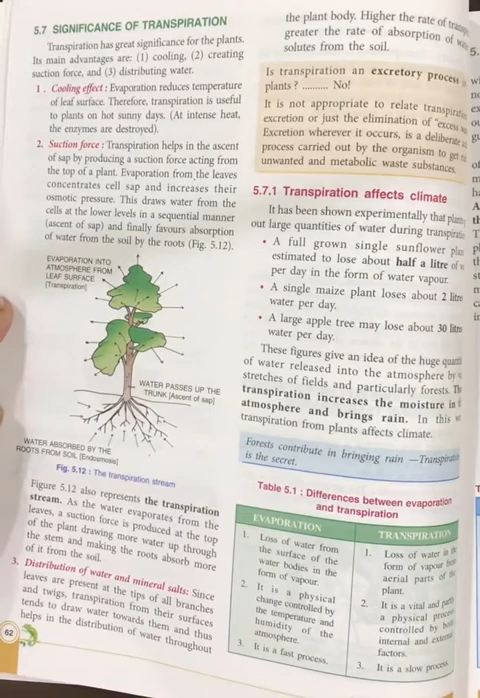 5.7 SIGNIFICANCE OF TRANSPIRATION
Transpiration has great significance for the plants.
Its main advantages are: (1) cooling, (2) creating
suction force, and (3) distributing water.
1. Cooling effect : Evaporation reduces temperature
of leaf surface. Therefore, transpiration is useful
to plants on hot sunny days. (At intense heat,
the enzymes are destroyed).
2. Suction force : Transpiration helps in the ascent
of sap by producing a suction force acting from
the top of a plant. Evaporation from the leaves
concentrates cell sap and increases their
osmotic pressure. This draws water from the
cells at the lower levels in a sequential manner
(ascent of sap) and finally favours absorption
of water from the soil by the roots (Fig. 5.12).
EVAPORATION INTO
ATMOSPHERE FROM
LEAF SURFACE
[Transpiration]
WATER PASSES UP THE
TRUNK [Ascent of sap]
WATER ABSORBED BY THE
ROOTS FROM SOIL [Endosmosis]
Fig. 5.12 : The transpiration stream
Figure 5.12 also represents the transpiration
stream. As the water evaporates from the
leaves, a suction force is produced at the top
of the plant drawing more water up through
the stem and making the roots absorb more
of it from the soil.
3. Distribution of water and mineral salts: Since
leaves are present at the tips of all branches
and twigs, transpiration from their surfaces
tends to draw water towards them and thus
helps in the distribution of water throughout
62
the plant body. Higher the rate of
greater the rate of absorption of
solutes from the soil.
Is transpiration an excretory process
plants ? .......... No!
It is not appropriate to relate
excretion or just the elimination of "excess
Excretion wherever it occurs, is a deliberate
process carried out by the organism to get
unwanted and metabolic waste substances.
5.7.1 Transpiration affects climate
It has been shown experimentally that
out large quantities of water during
• A full grown single sunflower
estimated to lose about half a litre of
per day in the form of water vapour.
• A single maize plant loses about 2
water per day.
• A large apple tree may lose about 30
water per day.
These figures give an idea of the huge
of water released into the atmosphere by
stretches of fields and particularly forests.
transpiration increases the moisture in
atmosphere and brings rain. In this
transpiration from plants affects climate.
Forests contribute in bringing rain —
is the secret.
Table 5.1 : Differences between evaporation
and transpiration
EVAPORATION
1. Loss of water from
the surface of the
water bodies in the
form of vapour.
2. It is a physical
change controlled by
the temperature and
humidity of the
atmosphere.
3. It is a fast process.
TRANSPIRATION
1. Loss of water in the
form of vapour from
aerial parts of the
plant.
2. It is a vital and
a physical process
controlled by both
internal and external
factors.
3. It is a slow process.